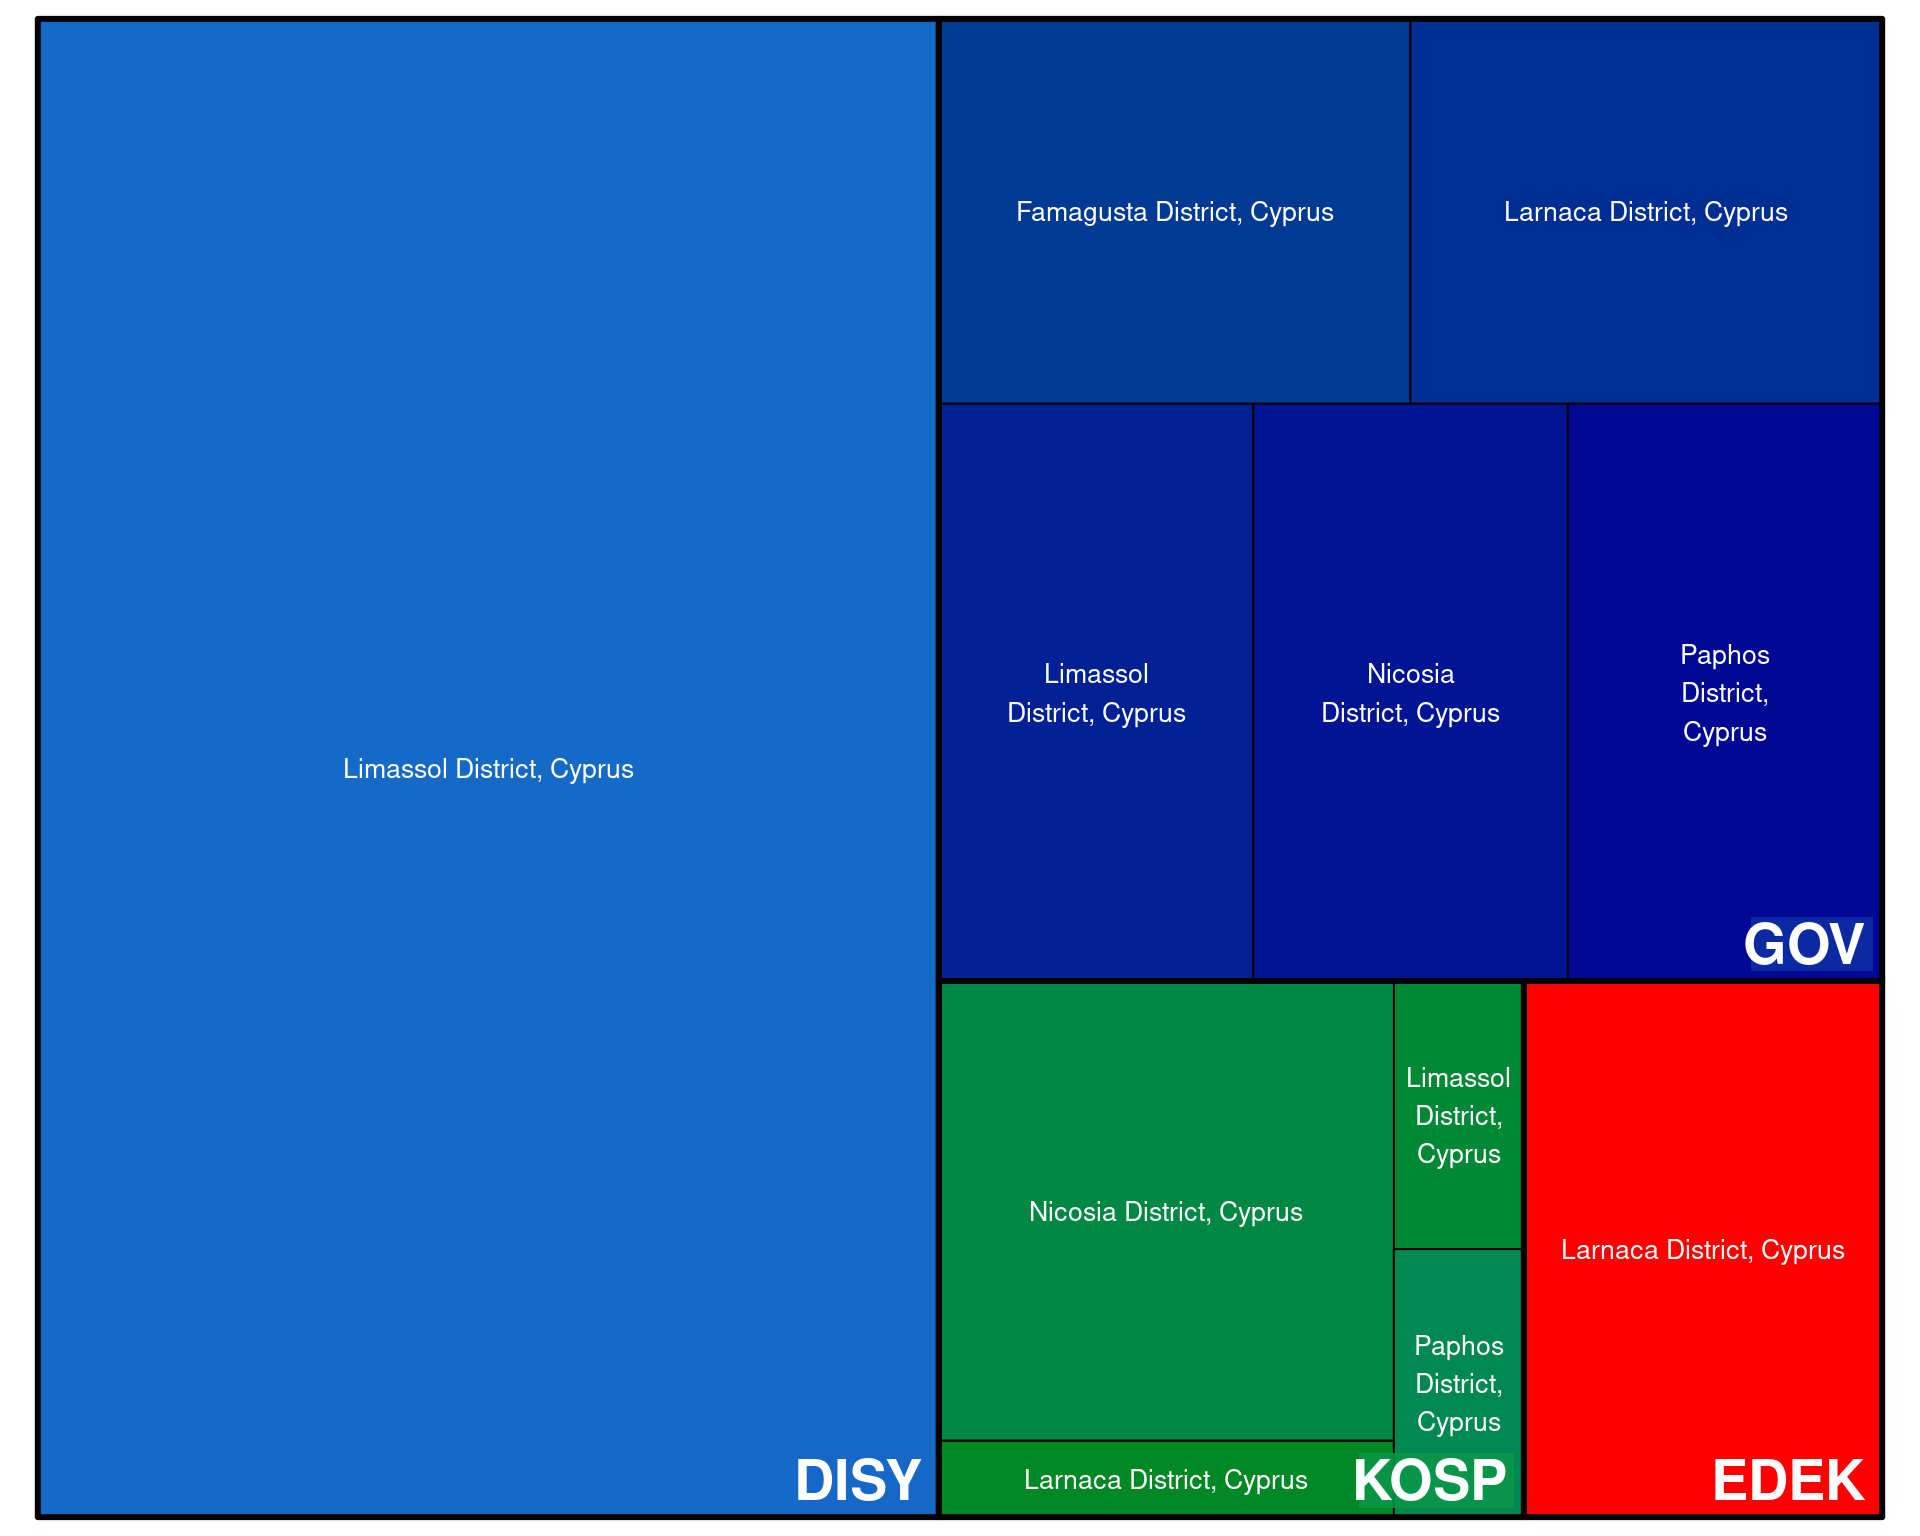 Limassol District, Cyprus
DISY
Famagusta District, Cyprus
Larnaca District, Cyprus
Limassol
District, Cyprus
Nicosia
District, Cyprus
Paphos
District,
Cyprus
GOV
Nicosia District, Cyprus
Limassol
District,
Cyprus
Paphos
District,
Cyprus
Larnaca District, Cyprus
KOSP
Larnaca District, Cyprus
EDEK